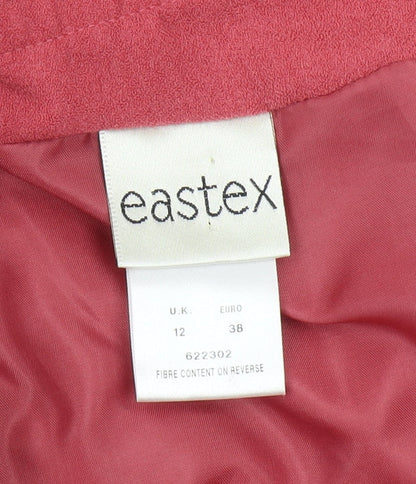 eastex
U.K. EURO
12 38
622302
FIBRE CONTENT ON REVERSE